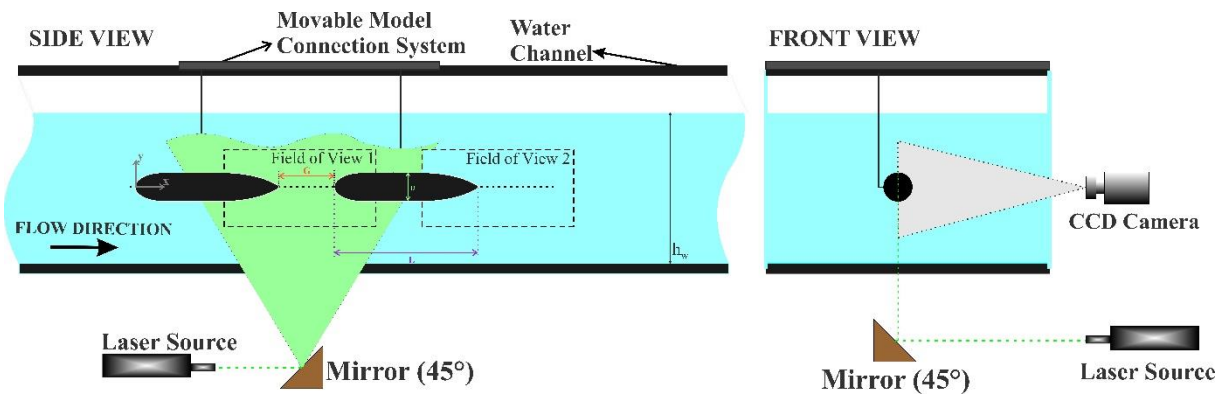 SIDE VIEW
Movable Model
Connection System
Water
Channel
FRONT VIEW
y
x
Field of View 1
G
D
Field of View 2
FLOW DIRECTION
L
h_w
CCD Camera
Laser Source
Mirror (45°)
Mirror (45°)
Laser Source